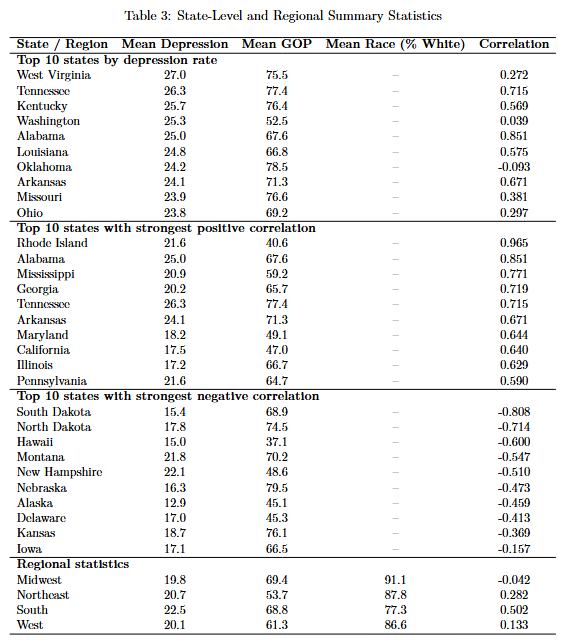 Table 3: State-Level and Regional Summary Statistics
State / Region Mean Depression Mean GOP Mean Race (% White) Correlation
Top 10 states by depression rate
West Virginia 27.0 75.5 – 0.272
Tennessee 26.3 77.4 – 0.715
Kentucky 25.7 76.4 – 0.569
Washington 25.3 52.5 – 0.039
Alabama 25.0 67.6 – 0.851
Louisiana 24.8 66.8 – 0.575
Oklahoma 24.2 78.5 – -0.093
Arkansas 24.1 71.3 – 0.671
Missouri 23.9 76.6 – 0.381
Ohio 23.8 69.2 – 0.297
Top 10 states with strongest positive correlation
Rhode Island 21.6 40.6 – 0.965
Alabama 25.0 67.6 – 0.851
Mississippi 20.9 59.2 – 0.771
Georgia 20.2 65.7 – 0.719
Tennessee 26.3 77.4 – 0.715
Arkansas 24.1 71.3 – 0.671
Maryland 18.2 49.1 – 0.644
California 17.5 47.0 – 0.640
Illinois 17.2 66.7 – 0.629
Pennsylvania 21.6 64.7 – 0.590
Top 10 states with strongest negative correlation
South Dakota 15.4 68.9 – -0.808
North Dakota 17.8 74.5 – -0.714
Hawaii 15.0 37.1 – -0.600
Montana 21.8 70.2 – -0.547
New Hampshire 22.1 48.6 – -0.510
Nebraska 16.3 79.5 – -0.473
Alaska 12.9 45.1 – -0.459
Delaware 17.0 45.3 – -0.413
Kansas 18.7 76.1 – -0.369
Iowa 17.1 66.5 – -0.157
Regional statistics
Midwest 19.8 69.4 91.1 -0.042
Northeast 20.7 53.7 87.8 0.282
South 22.5 68.8 77.3 0.502
West 20.1 61.3 86.6 0.133